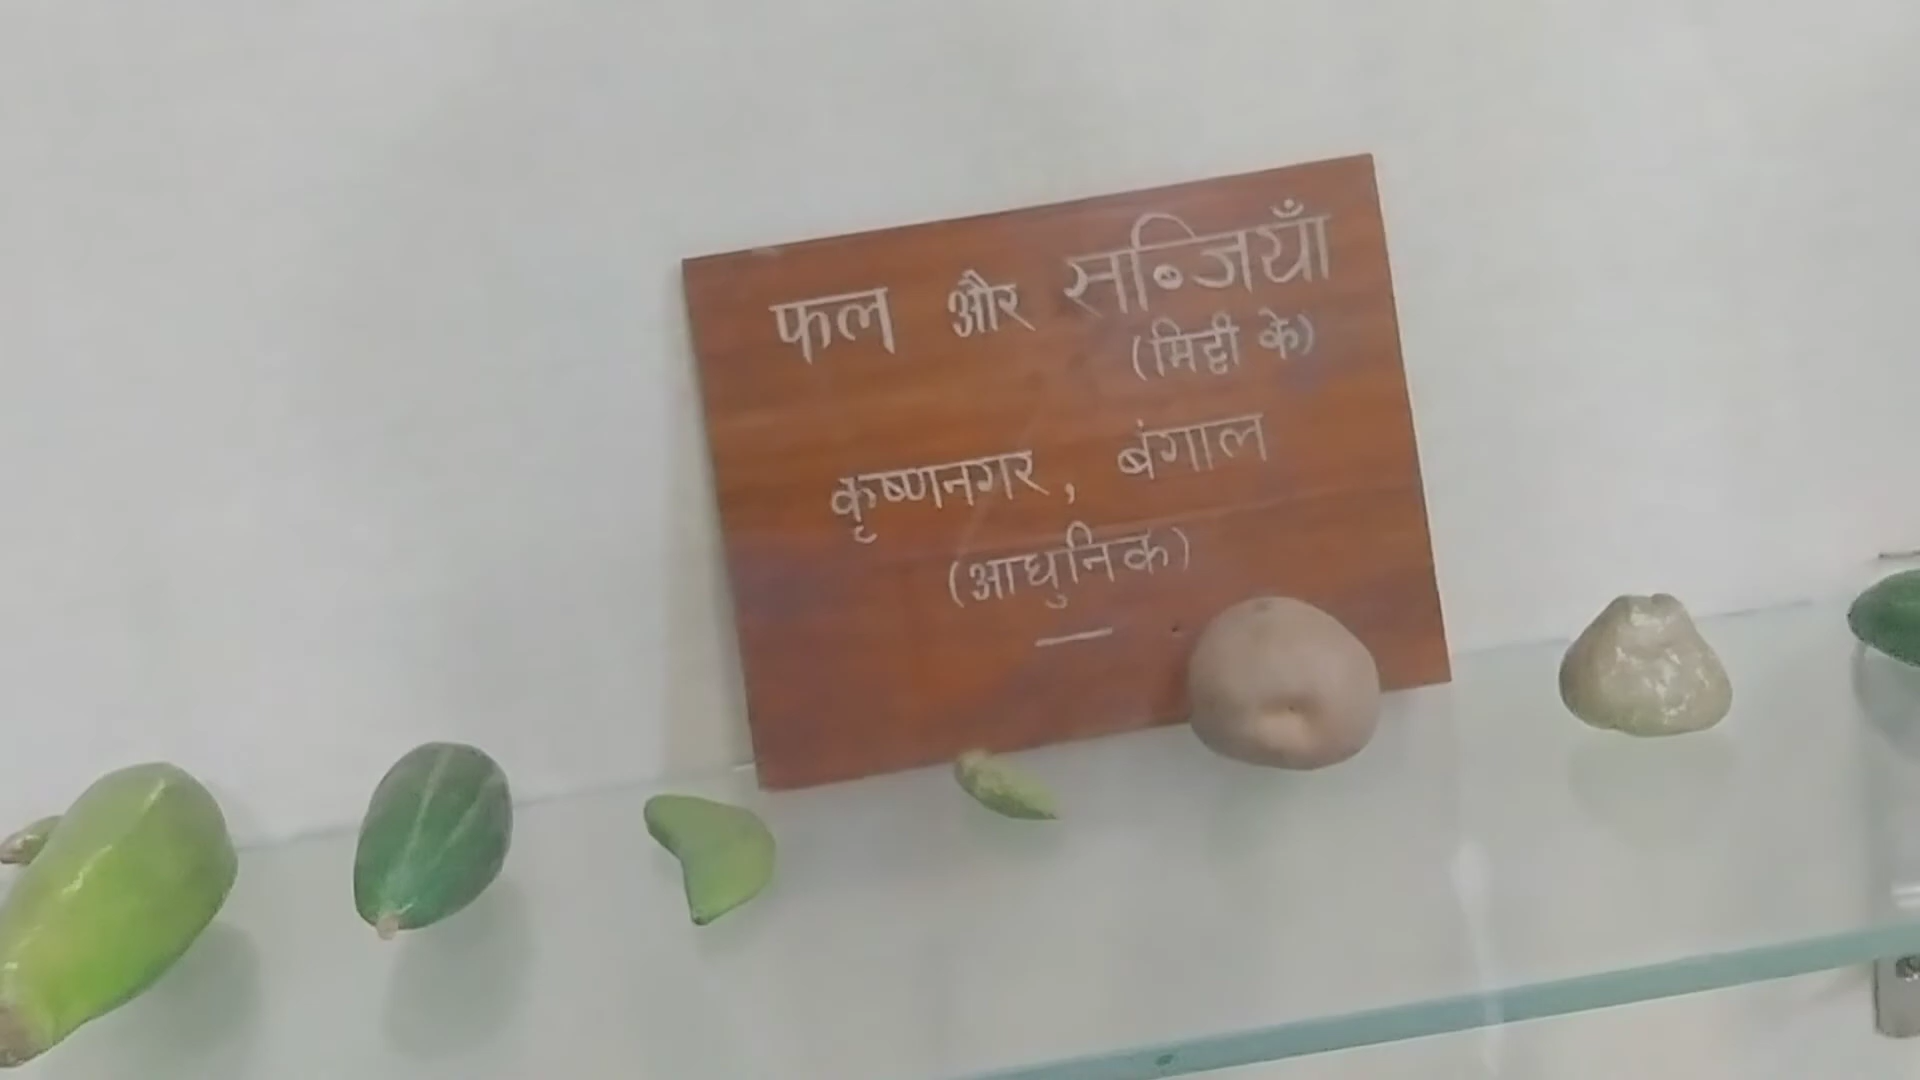 फल और सब्जियाँ
(मिट्टी के)
कृष्णनगर, बंगाल
(आधुनिक)